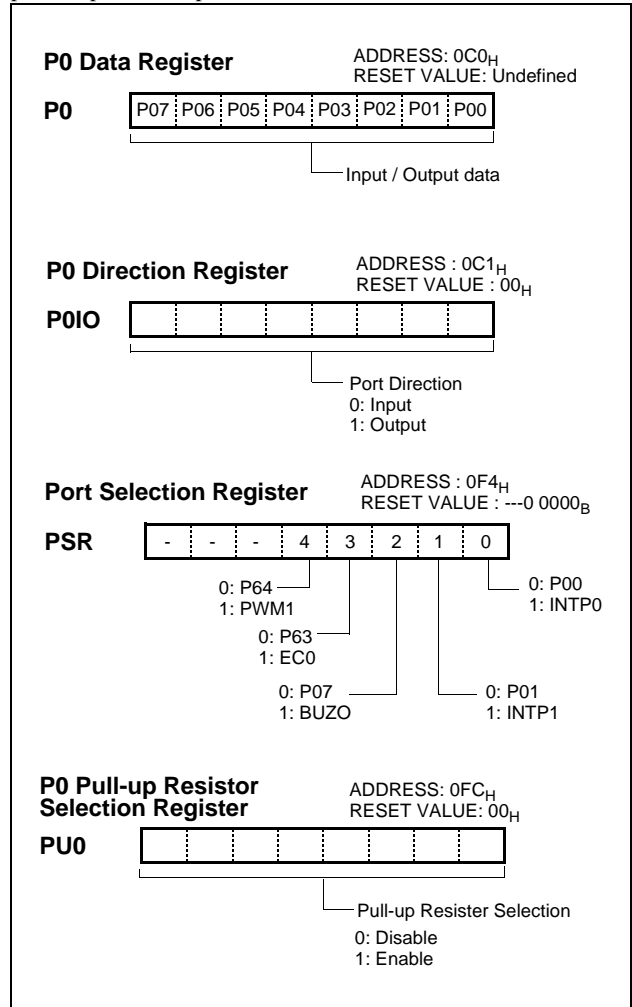 P0 Data Register
ADDRESS: 0C0H
RESET VALUE: Undefined
P0
P07 P06 P05 P04 P03 P02 P01 P00
Input / Output data
P0 Direction Register
ADDRESS : 0C1H
RESET VALUE : 00H
P0IO
Port Direction
0: Input
1: Output
Port Selection Register
ADDRESS : 0F4H
RESET VALUE : ---0 0000B
PSR
- - - 4 3 2 1 0
0: P64
1: PWM1
0: P00
1: INTP0
0: P63
1: EC0
0: P07
1: BUZO
0: P01
1: INTP1
P0 Pull-up Resistor
Selection Register
ADDRESS: 0FCH
RESET VALUE: 00H
PU0
Pull-up Resister Selection
0: Disable
1: Enable